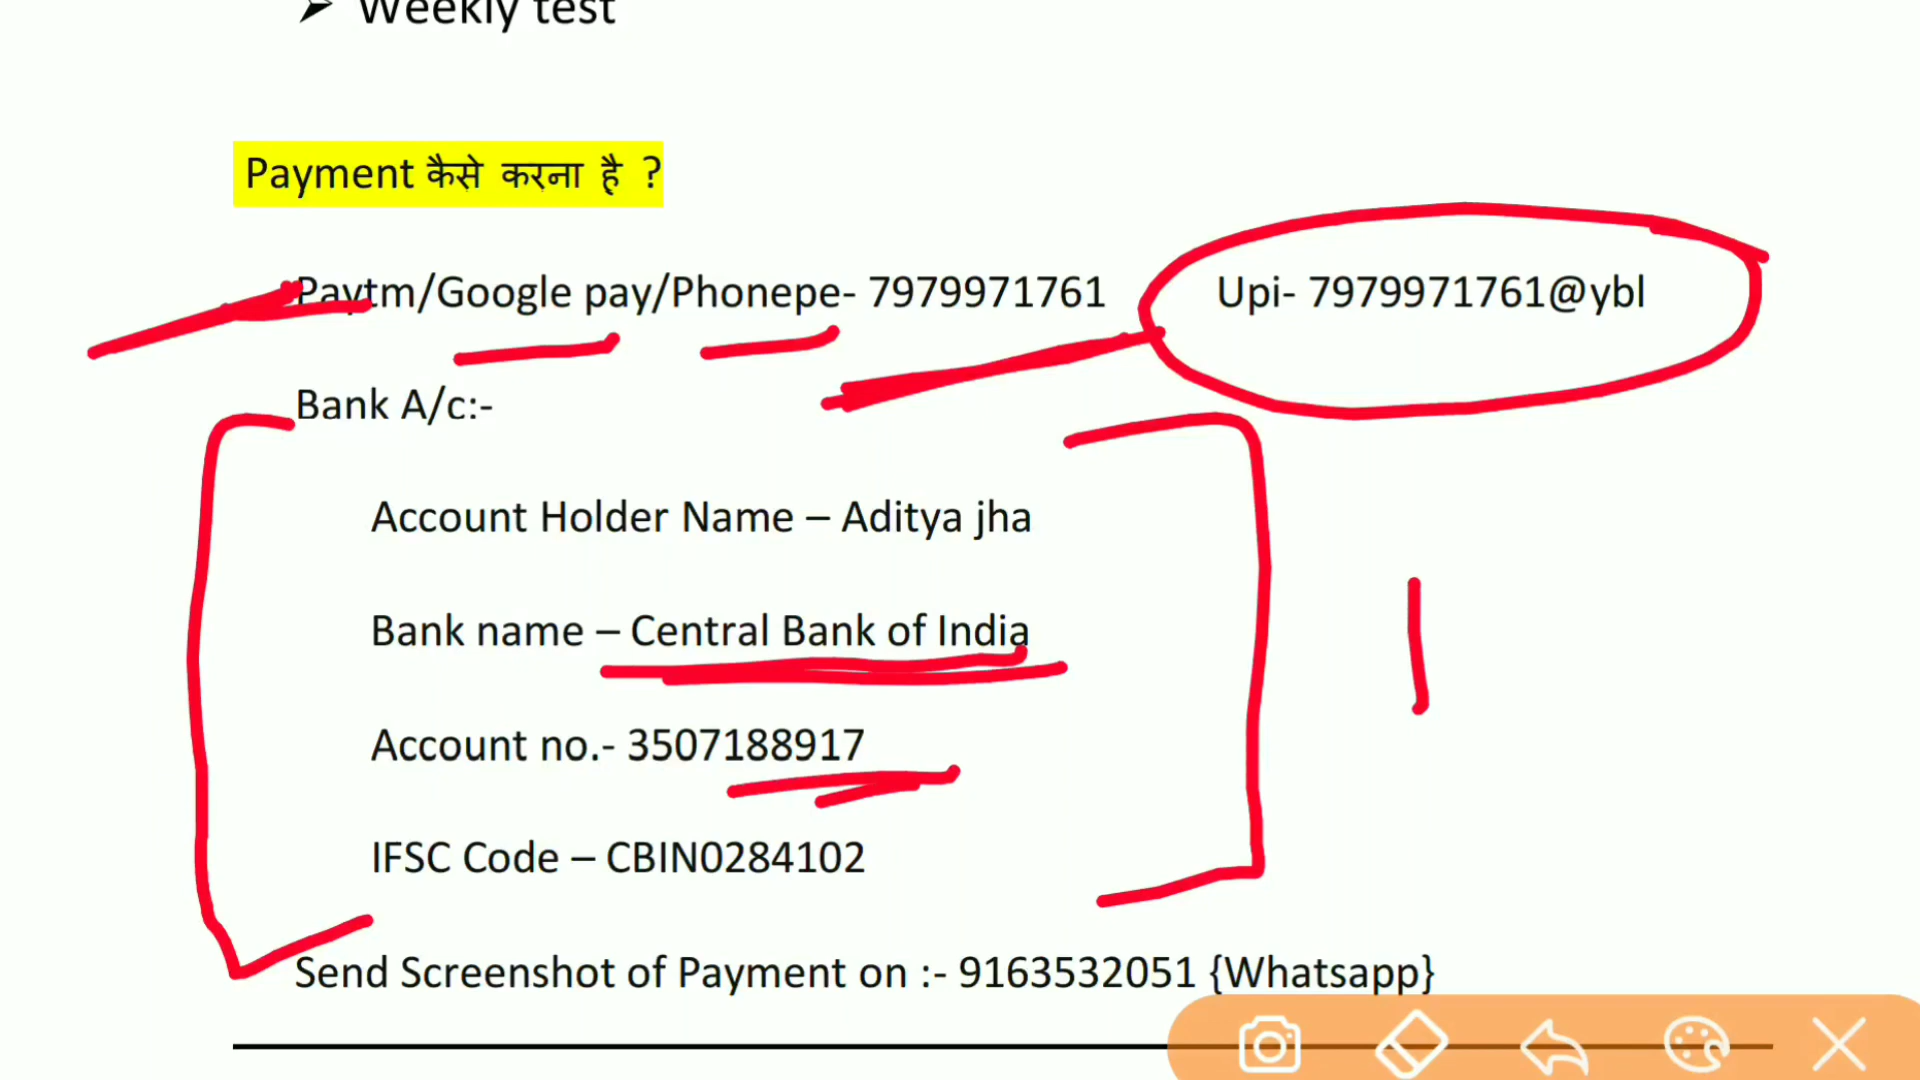 ➤ Weekly test
Payment कैसे करना है ?
Paytm/Google pay/Phonepe- 7979971761 Upi- 7979971761@ybl
Bank A/c:-
Account Holder Name – Aditya jha
Bank name – Central Bank of India
Account no.- 3507188917
IFSC Code – CBIN0284102
Send Screenshot of Payment on :- 9163532051 {Whatsapp}